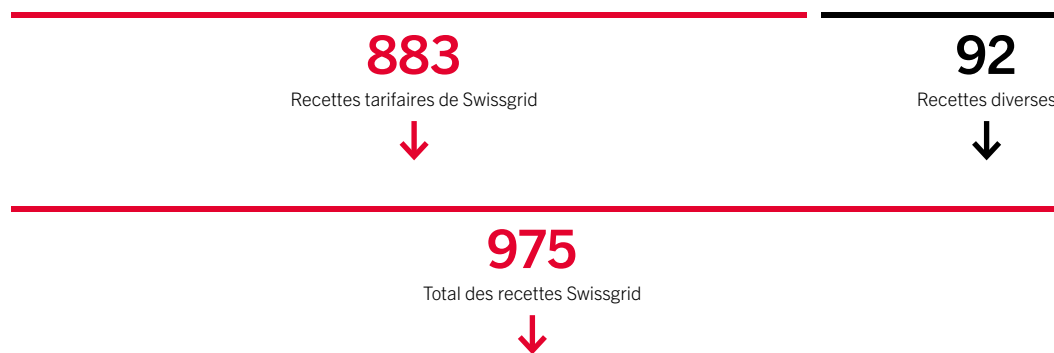 883
92
Recettes tarifaires de Swissgrid
Recettes diverses
975
Total des recettes Swissgrid